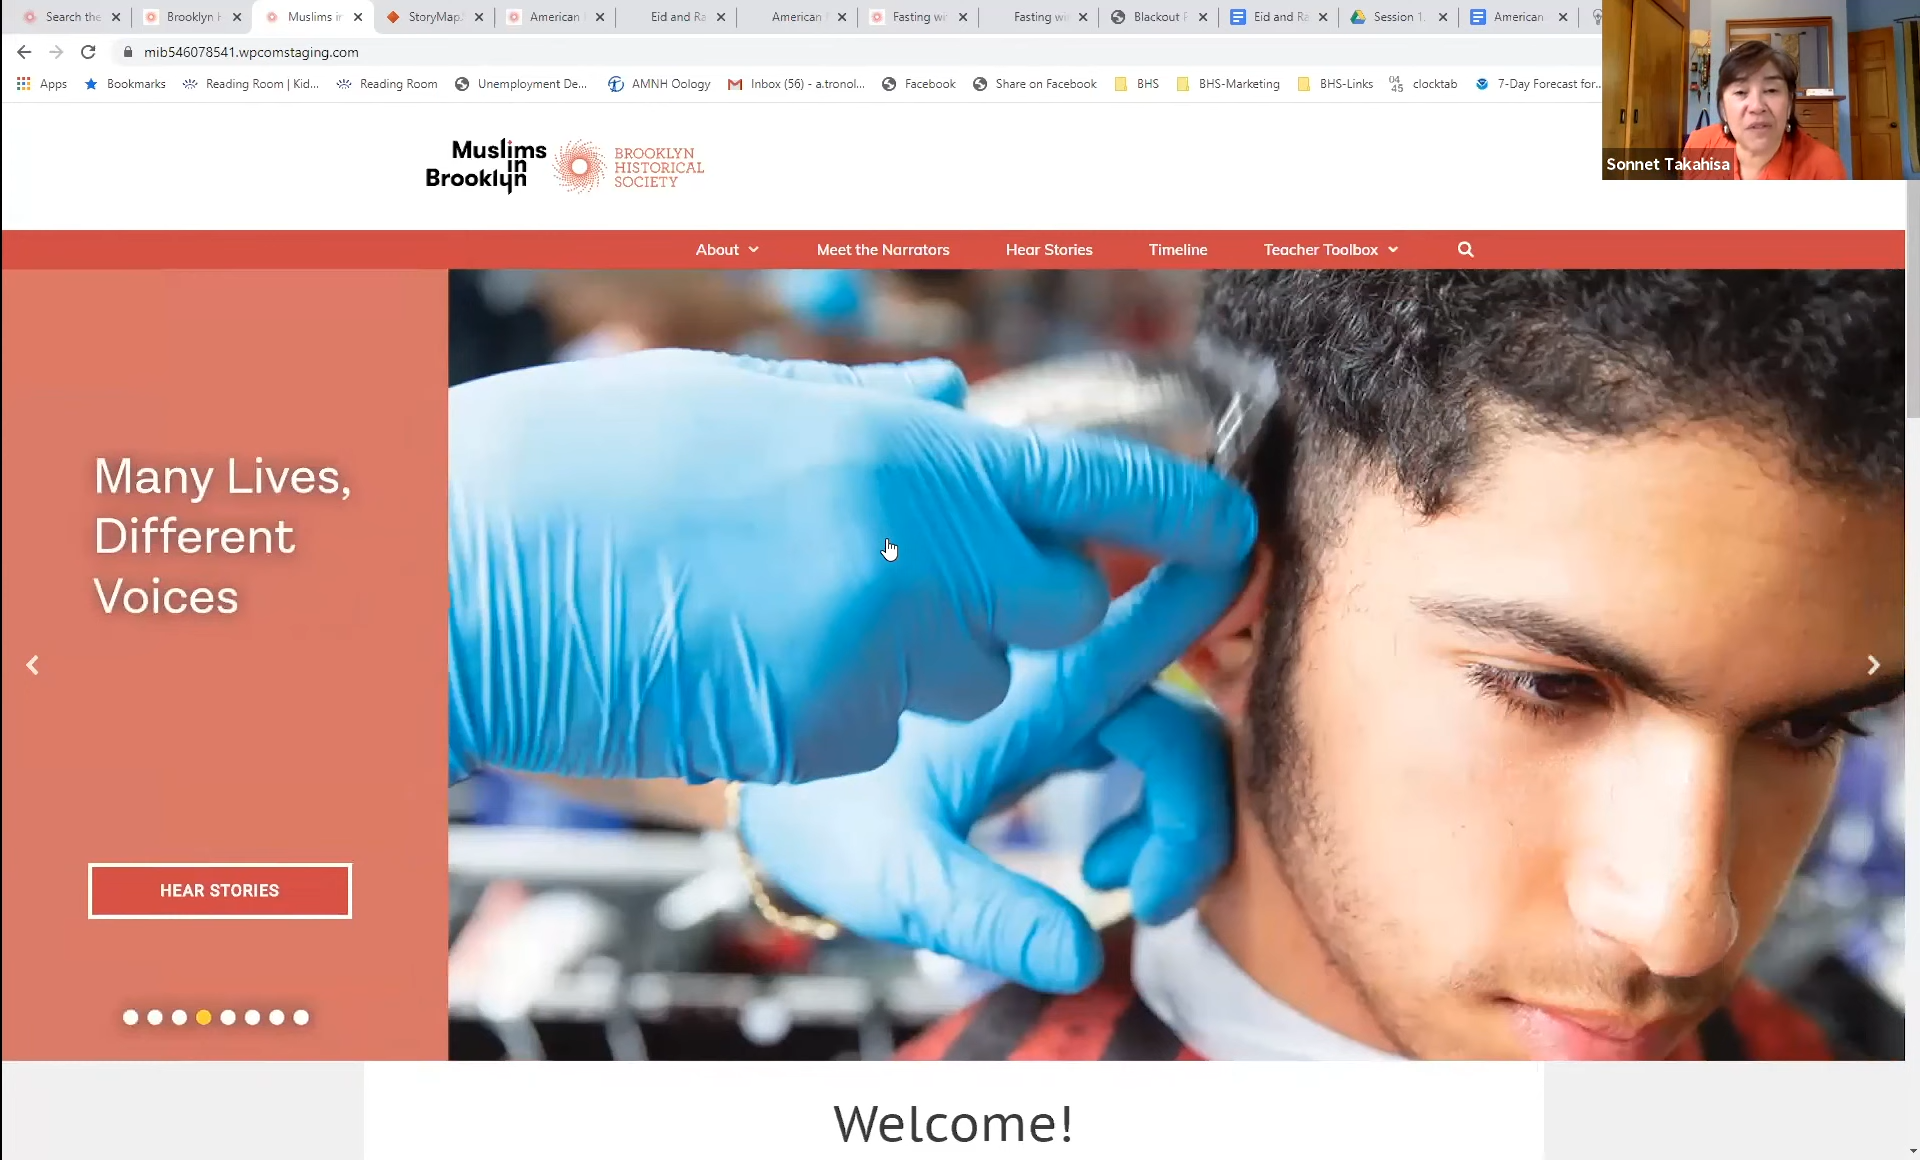 Search the
Brooklyn H
Muslims in
StoryMap.
American
Eid and Ra
American
Fasting wi
Fasting wi
Blackout
Eid and Ra
Session 1.
American
mib546078541.wpcomstaging.com
Apps
Bookmarks
Reading Room | Kid...
Reading Room
Unemployment De...
AMNH Oology
Inbox (56) - a.tronol...
Facebook
Share on Facebook
BHS
BHS-Marketing
BHS-Links
04
45
clocktab
7-Day Forecast for...
Sonnet Takahisa
Muslims
in
Brooklyn
BROOKLYN
HISTORICAL
SOCIETY
About
Meet the Narrators
Hear Stories
Timeline
Teacher Toolbox
Many Lives,
Different
Voices
HEAR STORIES
Welcome!